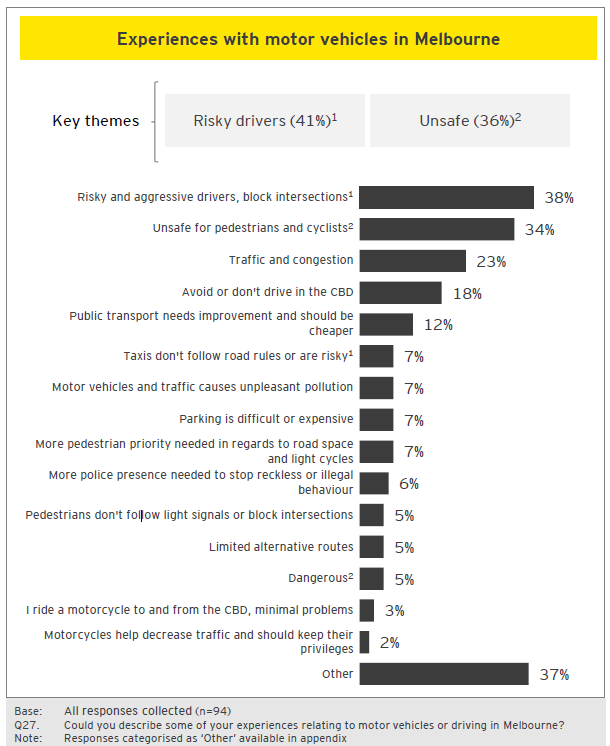 Experiences with motor vehicles in Melbourne
Key themes
Risky drivers (41%)¹
Unsafe (36%)²
Risky and aggressive drivers, block intersections¹ 38%
Unsafe for pedestrians and cyclists² 34%
Traffic and congestion 23%
Avoid or don't drive in the CBD 18%
Public transport needs improvement and should be
cheaper 12%
Taxis don't follow road rules or are risky¹ 7%
Motor vehicles and traffic causes unpleasant pollution 7%
Parking is difficult or expensive 7%
More pedestrian priority needed in regards to road space
and light cycles 7%
More police presence needed to stop reckless or illegal
behaviour 6%
Pedestrians don't follow light signals or block intersections 5%
Limited alternative routes 5%
Dangerous² 5%
I ride a motorcycle to and from the CBD, minimal problems 3%
Motorcycles help decrease traffic and should keep their
privileges 2%
Other 37%
Base: All responses collected (n=94)
Q27. Could you describe some of your experiences relating to motor vehicles or driving in Melbourne?
Note: Responses categorised as 'Other' available in appendix